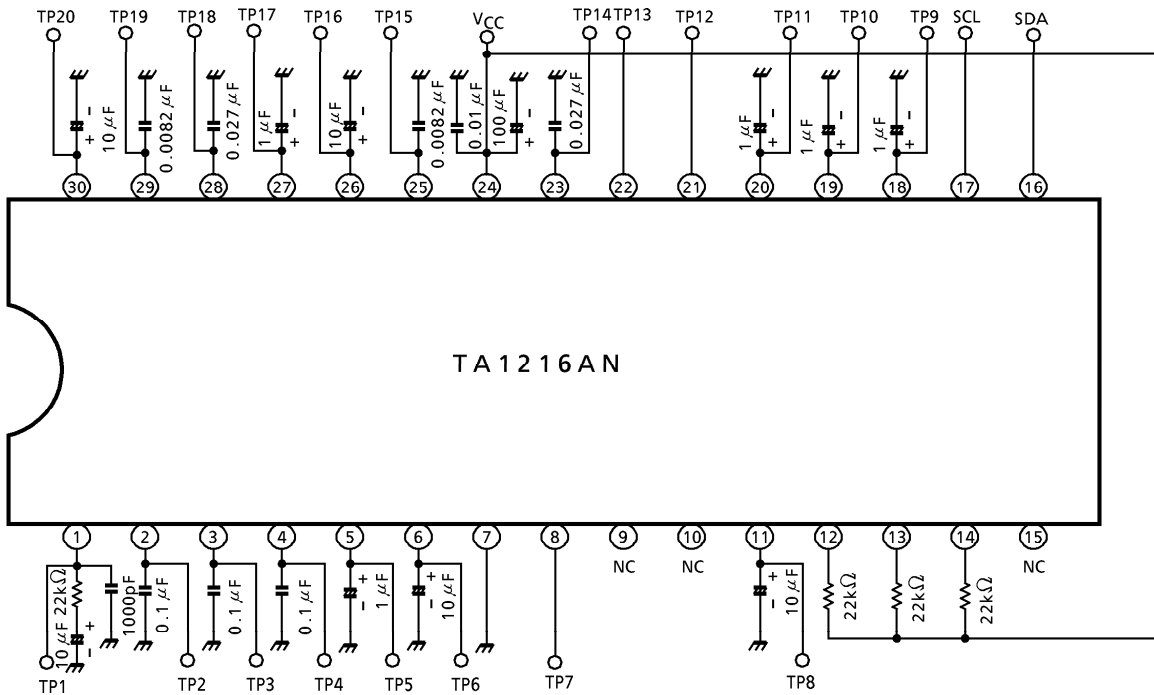 TP20 TP19 TP18 TP17 TP16 TP15 VCC TP14 TP13 TP12 TP11 TP10 TP9 SCL SDA
- + 10 μF
0.0082 μF
0.027 μF
1 μF - +
10 μF - +
0.0082 μF
0.01 μF
100 μF - +
0.027 μF
1 μF - +
1 μF - +
1 μF - +
30 29 28 27 26 25 24 23 22 21 20 19 18 17 16
TA1216AN
1 2 3 4 5 6 7 8 9 10 11 12 13 14 15
NC NC NC
10 μF 22kΩ + -
1000pF
0.1 μF
0.1 μF
0.1 μF
+ - 1 μF
+ - 10 μF
+ - 10 μF
22kΩ
22kΩ
22kΩ
TP1 TP2 TP3 TP4 TP5 TP6 TP7 TP8